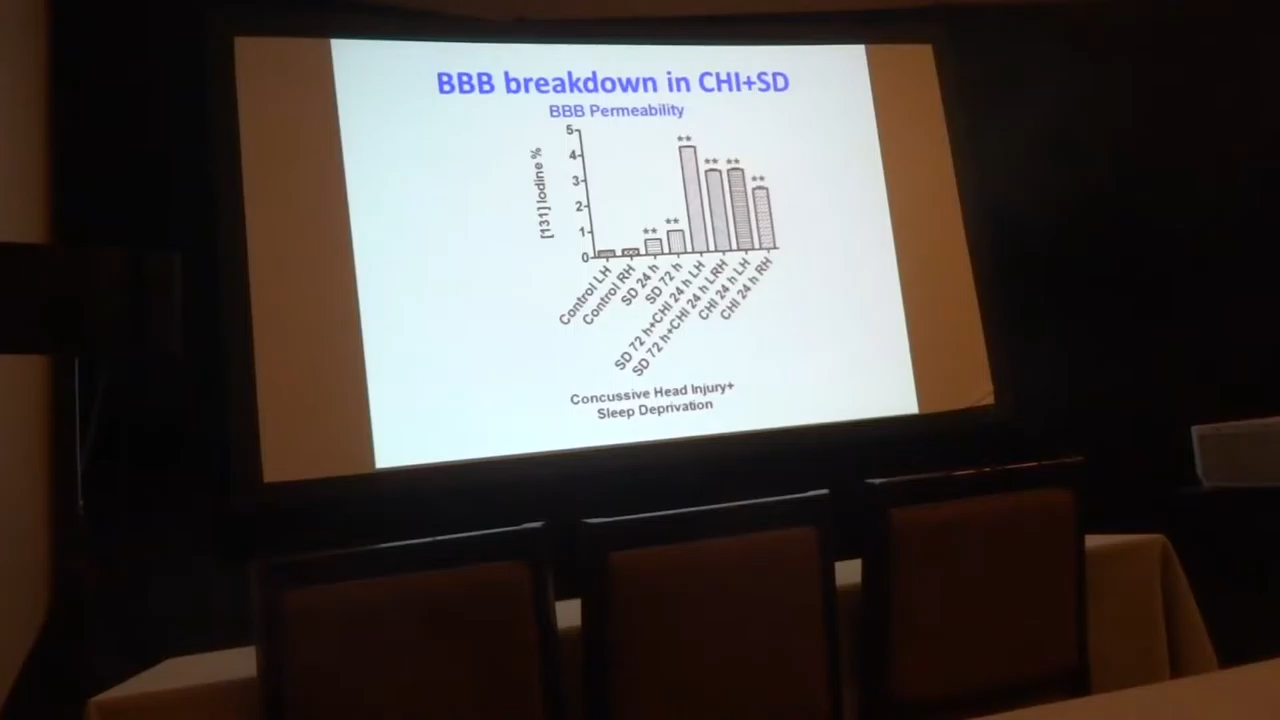 BBB breakdown in CHI+SD
BBB Permeability
[131] Iodine %
5
4
3
2
1
0
**
**
**
**
**
**
Control LH
Control RH
SD 24 h
SD 72 h
SD 72 h+CHI 24 h LH
SD 72 h+CHI 24 h LRH
CHI 24 h LH
CHI 24 h RH
Concussive Head Injury+
Sleep Deprivation